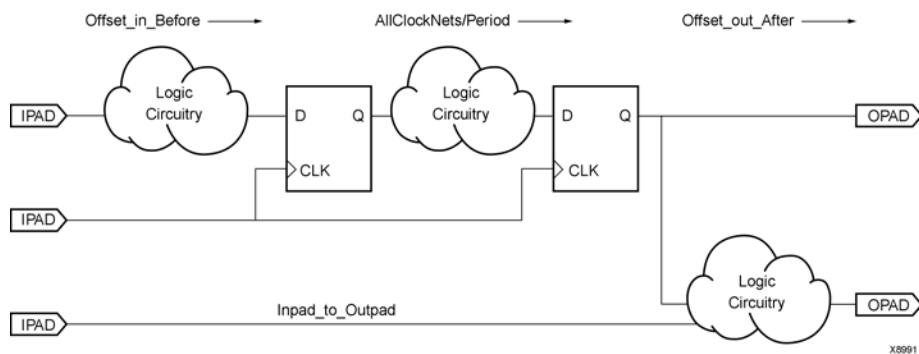 Offset_in_Before
AllClockNets/Period
Offset_out_After
Logic
Circuitry
Logic
Circuitry
IPAD
D
Q
D
Q
OPAD
CLK
CLK
IPAD
Logic
Circuitry
OPAD
Inpad_to_Outpad
IPAD
X8991